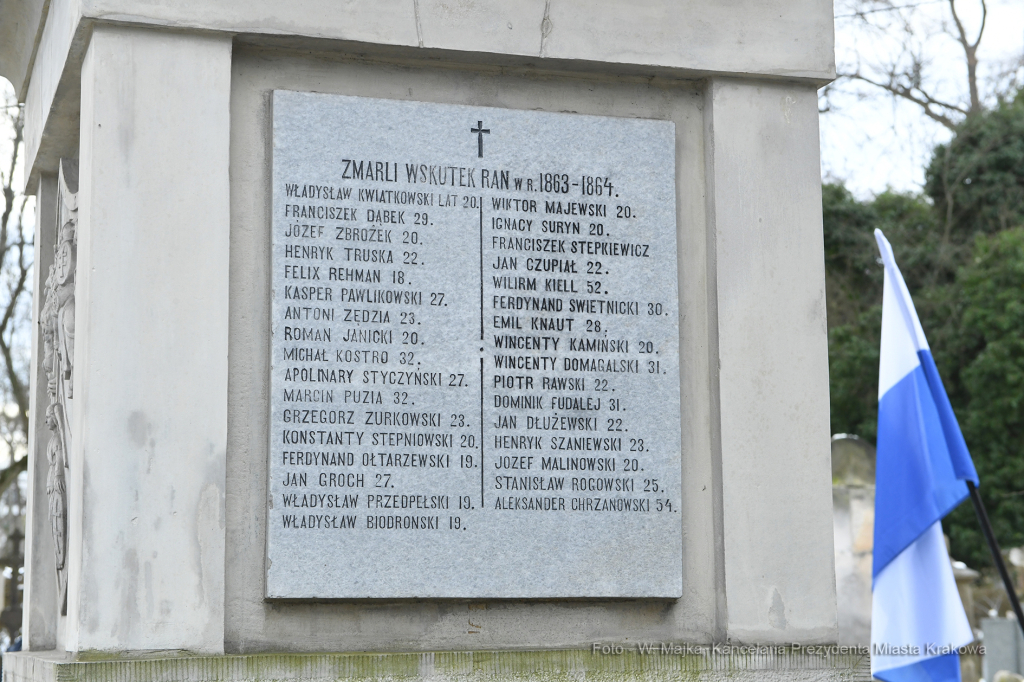 ZMARLI WSKUTEK RAN W R. 1863-1864.
WŁADYSŁAW KWIATKOWSKI LAT 20.
FRANCISZEK DĄBEK 29.
JÓZEF ZBROŻEK 20.
HENRYK TRUSKA 22.
FELIX REHMAN 18.
KASPER PAWLIKOWSKI 27.
ANTONI ZĘDZIA 23.
ROMAN JANICKI 20.
MICHAŁ KOSTRO 32.
APOLINARY STYCZYŃSKI 27.
MARCIN PUZIA 32.
GRZEGORZ ZURKOWSKI 23.
KONSTANTY STEPNIOWSKI 20.
FERDYNAND OŁTARZEWSKI 19.
JAN GROCH 27.
WŁADYSŁAW PRZEDPEŁSKI 19.
WŁADYSŁAW BIODROŃSKI 19.
WIKTOR MAJEWSKI 20.
IGNACY SURYN 20.
FRANCISZEK STEPKIEWICZ
JAN CZUPIAŁ 22.
WILIRM KIELL 52.
FERDYNAND SWIETNICKI 30.
EMIL KNAUT 28.
WINCENTY KAMIŃSKI 20.
WINCENTY DOMAGALSKI 31.
PIOTR RAWSKI 22.
DOMINIK FUDALEJ 31.
JAN DŁUŻEWSKI 22.
HENRYK SZANIEWSKI 23.
JÓZEF MALINOWSKI 20.
STANISŁAW ROGOWSKI 25.
ALEKSANDER CHRZANOWSKI 54.
Foto - W. Majka, Kancelaria Prezydenta Miasta Krakowa